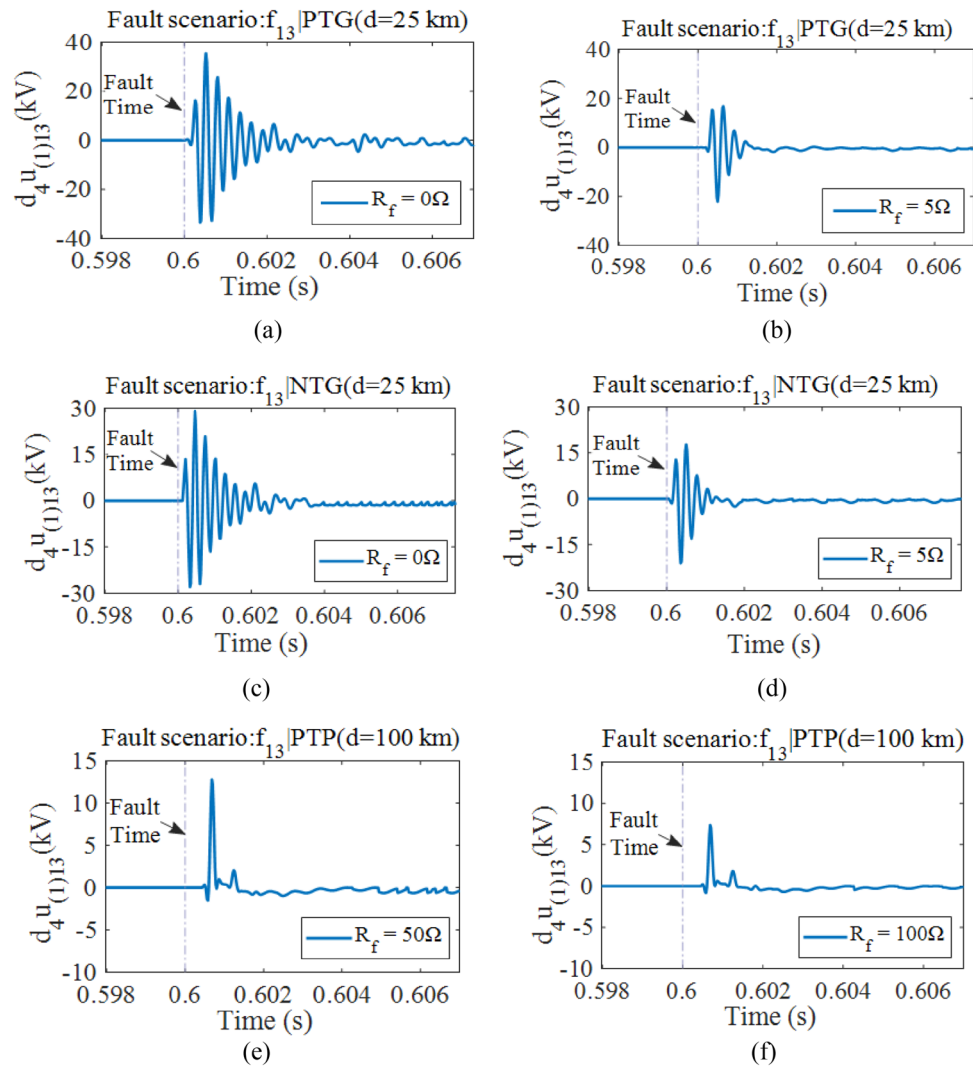 (a)
Fault scenario:f13|PTG(d=25 km)
d4u(1)13(kV)
40
20
0
-20
-40
Fault
Time
Rf = 0Ω
0.598 0.6 0.602 0.604 0.606
Time (s)
(a)
Fault scenario:f13|PTG(d=25 km)
d4u(1)13(kV)
40
20
0
-20
40
Fault
Time
Rf = 5Ω
0.598 0.6 0.602 0.604 0.606
Time (s)
(b)
Fault scenario:f13|NTG(d=25 km)
d4u(1)13(kV)
30
15
0
-15
-30
Fault
Time
Rf = 0Ω
0.598 0.6 0.602 0.604 0.606
Time (s)
(c)
Fault scenario:f13|NTG(d=25 km)
d4u(1)13(kV)
30
15
0
-15
-30
Fault
Time
Rf = 5Ω
0.598 0.6 0.602 0.604 0.606
Time (s)
(d)
Fault scenario:f13|PTP(d=100 km)
d4u(1)13(kV)
15
10
5
0
-5
-10
Fault
Time
Rf = 50Ω
0.598 0.6 0.602 0.604 0.606
Time (s)
(e)
Fault scenario:f13|PTP(d=100 km)
d4u(1)13(kV)
15
10
5
0
-5
-10
Fault
Time
Rf = 100Ω
0.598 0.6 0.602 0.604 0.606
Time (s)
(f)